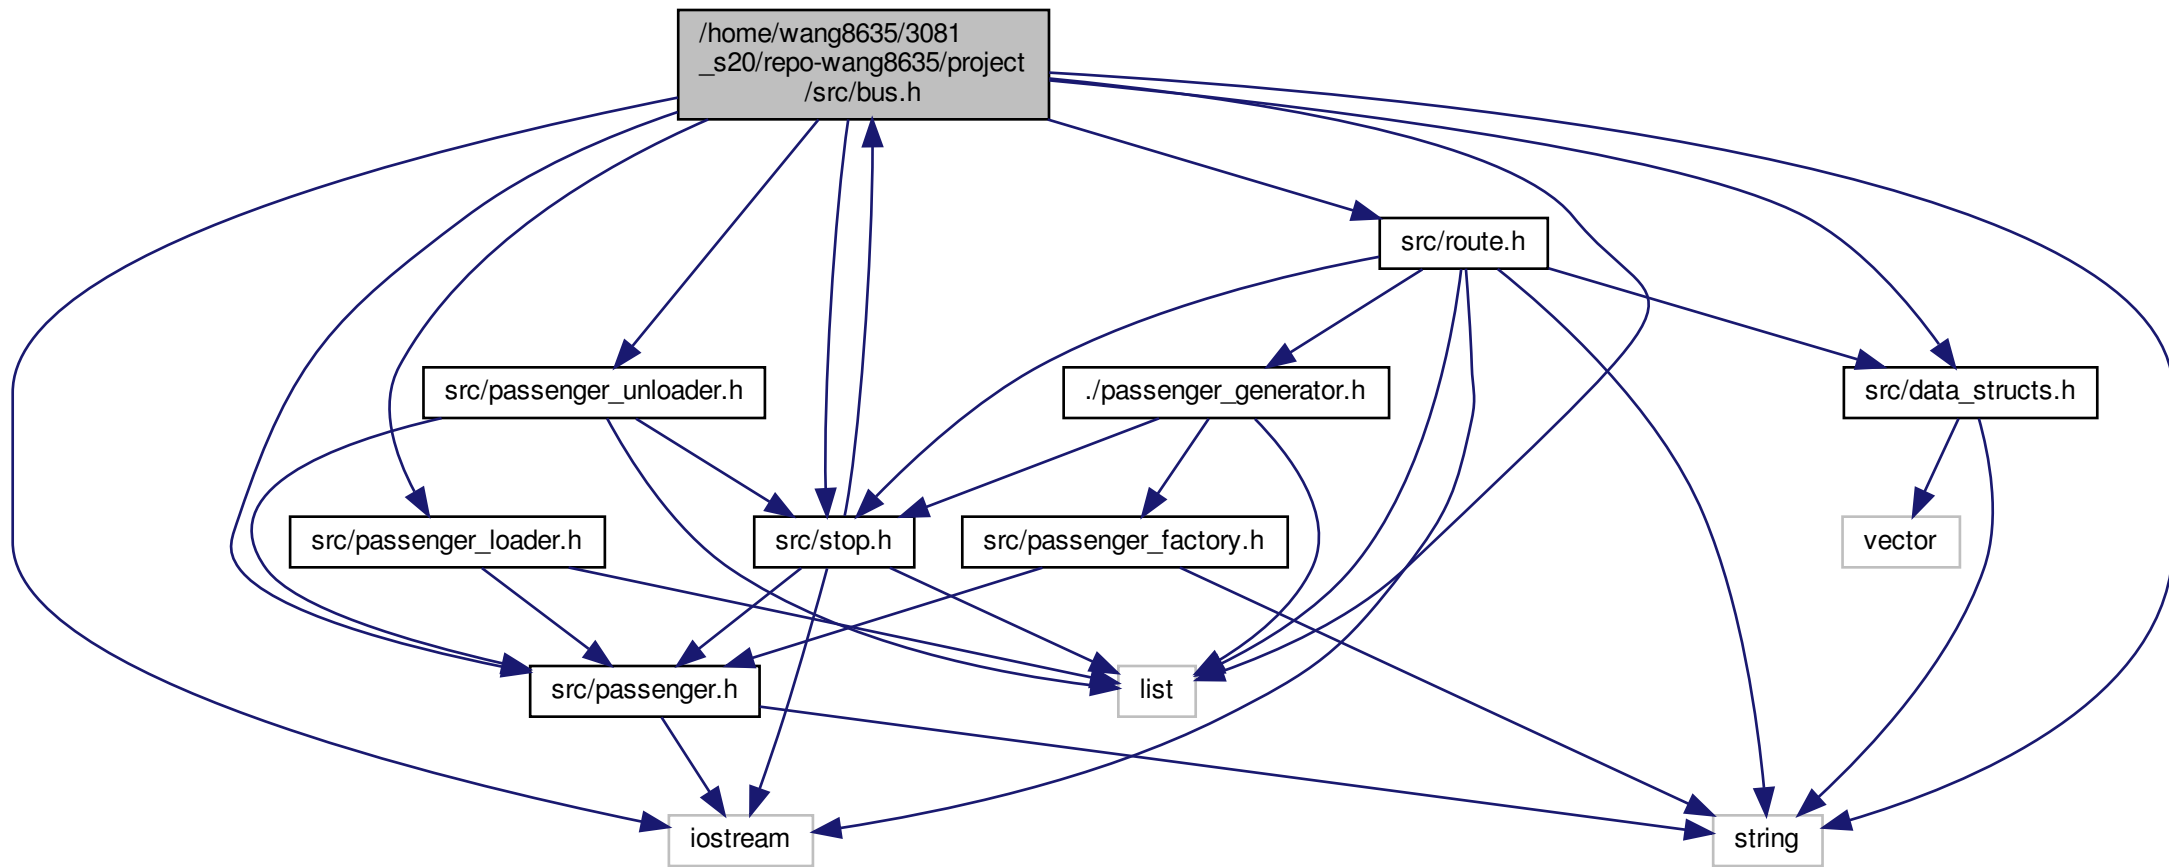 /home/wang8635/3081
_s20/repo-wang8635/project
/src/bus.h
src/route.h
src/passenger_unloader.h
./passenger_generator.h
src/data_structs.h
src/passenger_loader.h
src/stop.h
src/passenger_factory.h
vector
src/passenger.h
list
iostream
string